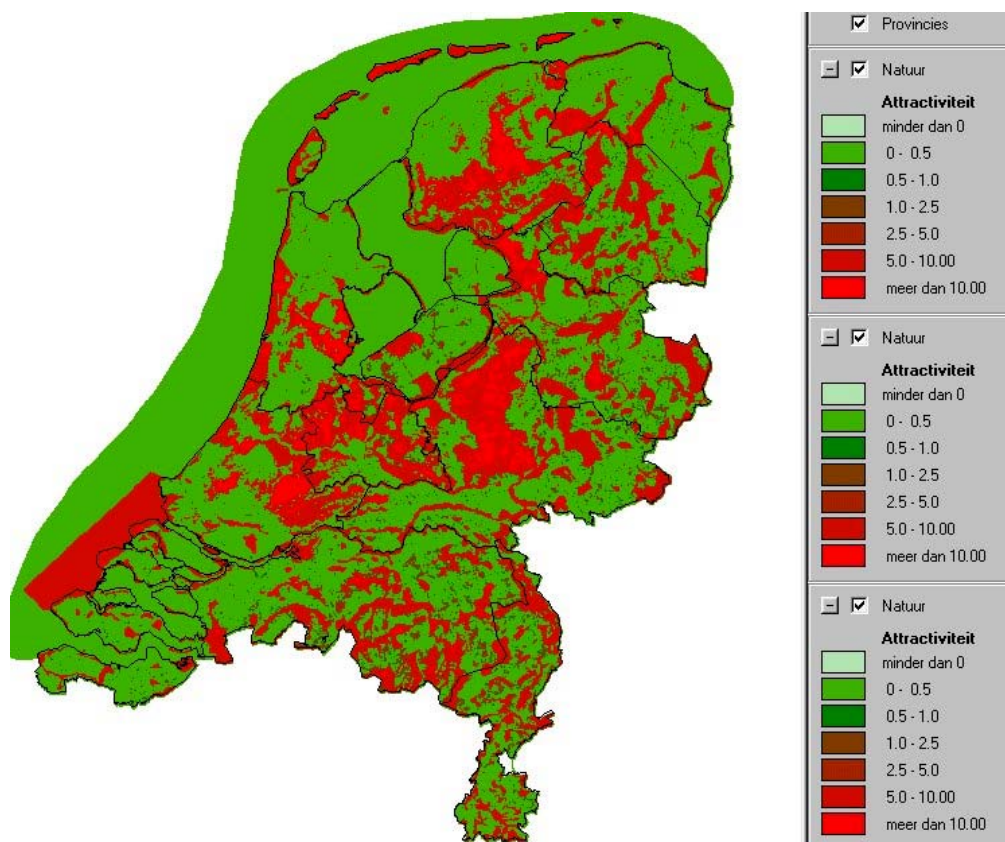 Provincies
Natuur
Attractiviteit
minder dan 0
0 - 0.5
0.5 - 1.0
1.0 - 2.5
2.5 - 5.0
5.0 - 10.00
meer dan 10.00
Natuur
Attractiviteit
minder dan 0
0 - 0.5
0.5 - 1.0
1.0 - 2.5
2.5 - 5.0
5.0 - 10.00
meer dan 10.00
Natuur
Attractiviteit
minder dan 0
0 - 0.5
0.5 - 1.0
1.0 - 2.5
2.5 - 5.0
5.0 - 10.00
meer dan 10.00